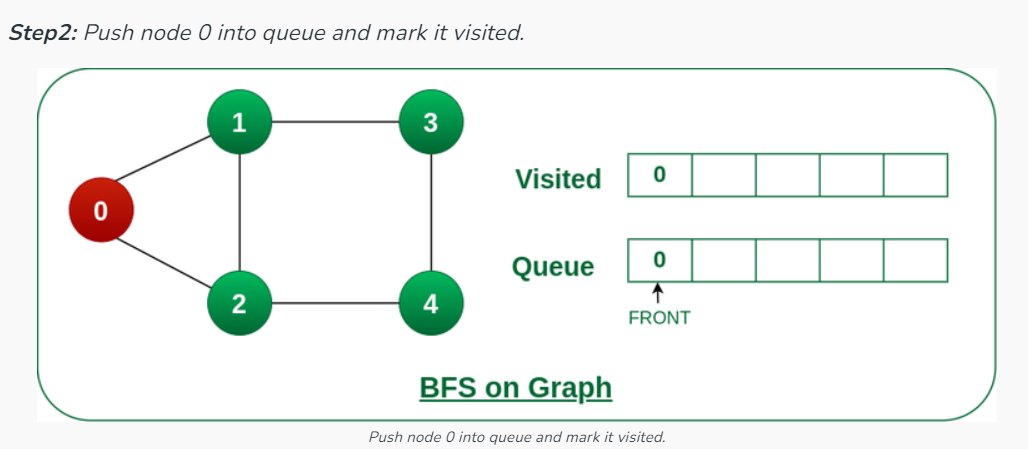 Step2: Push node 0 into queue and mark it visited.
1
3
0
2
4
Visited
0
Queue
0
FRONT
BFS on Graph
Push node 0 into queue and mark it visited.